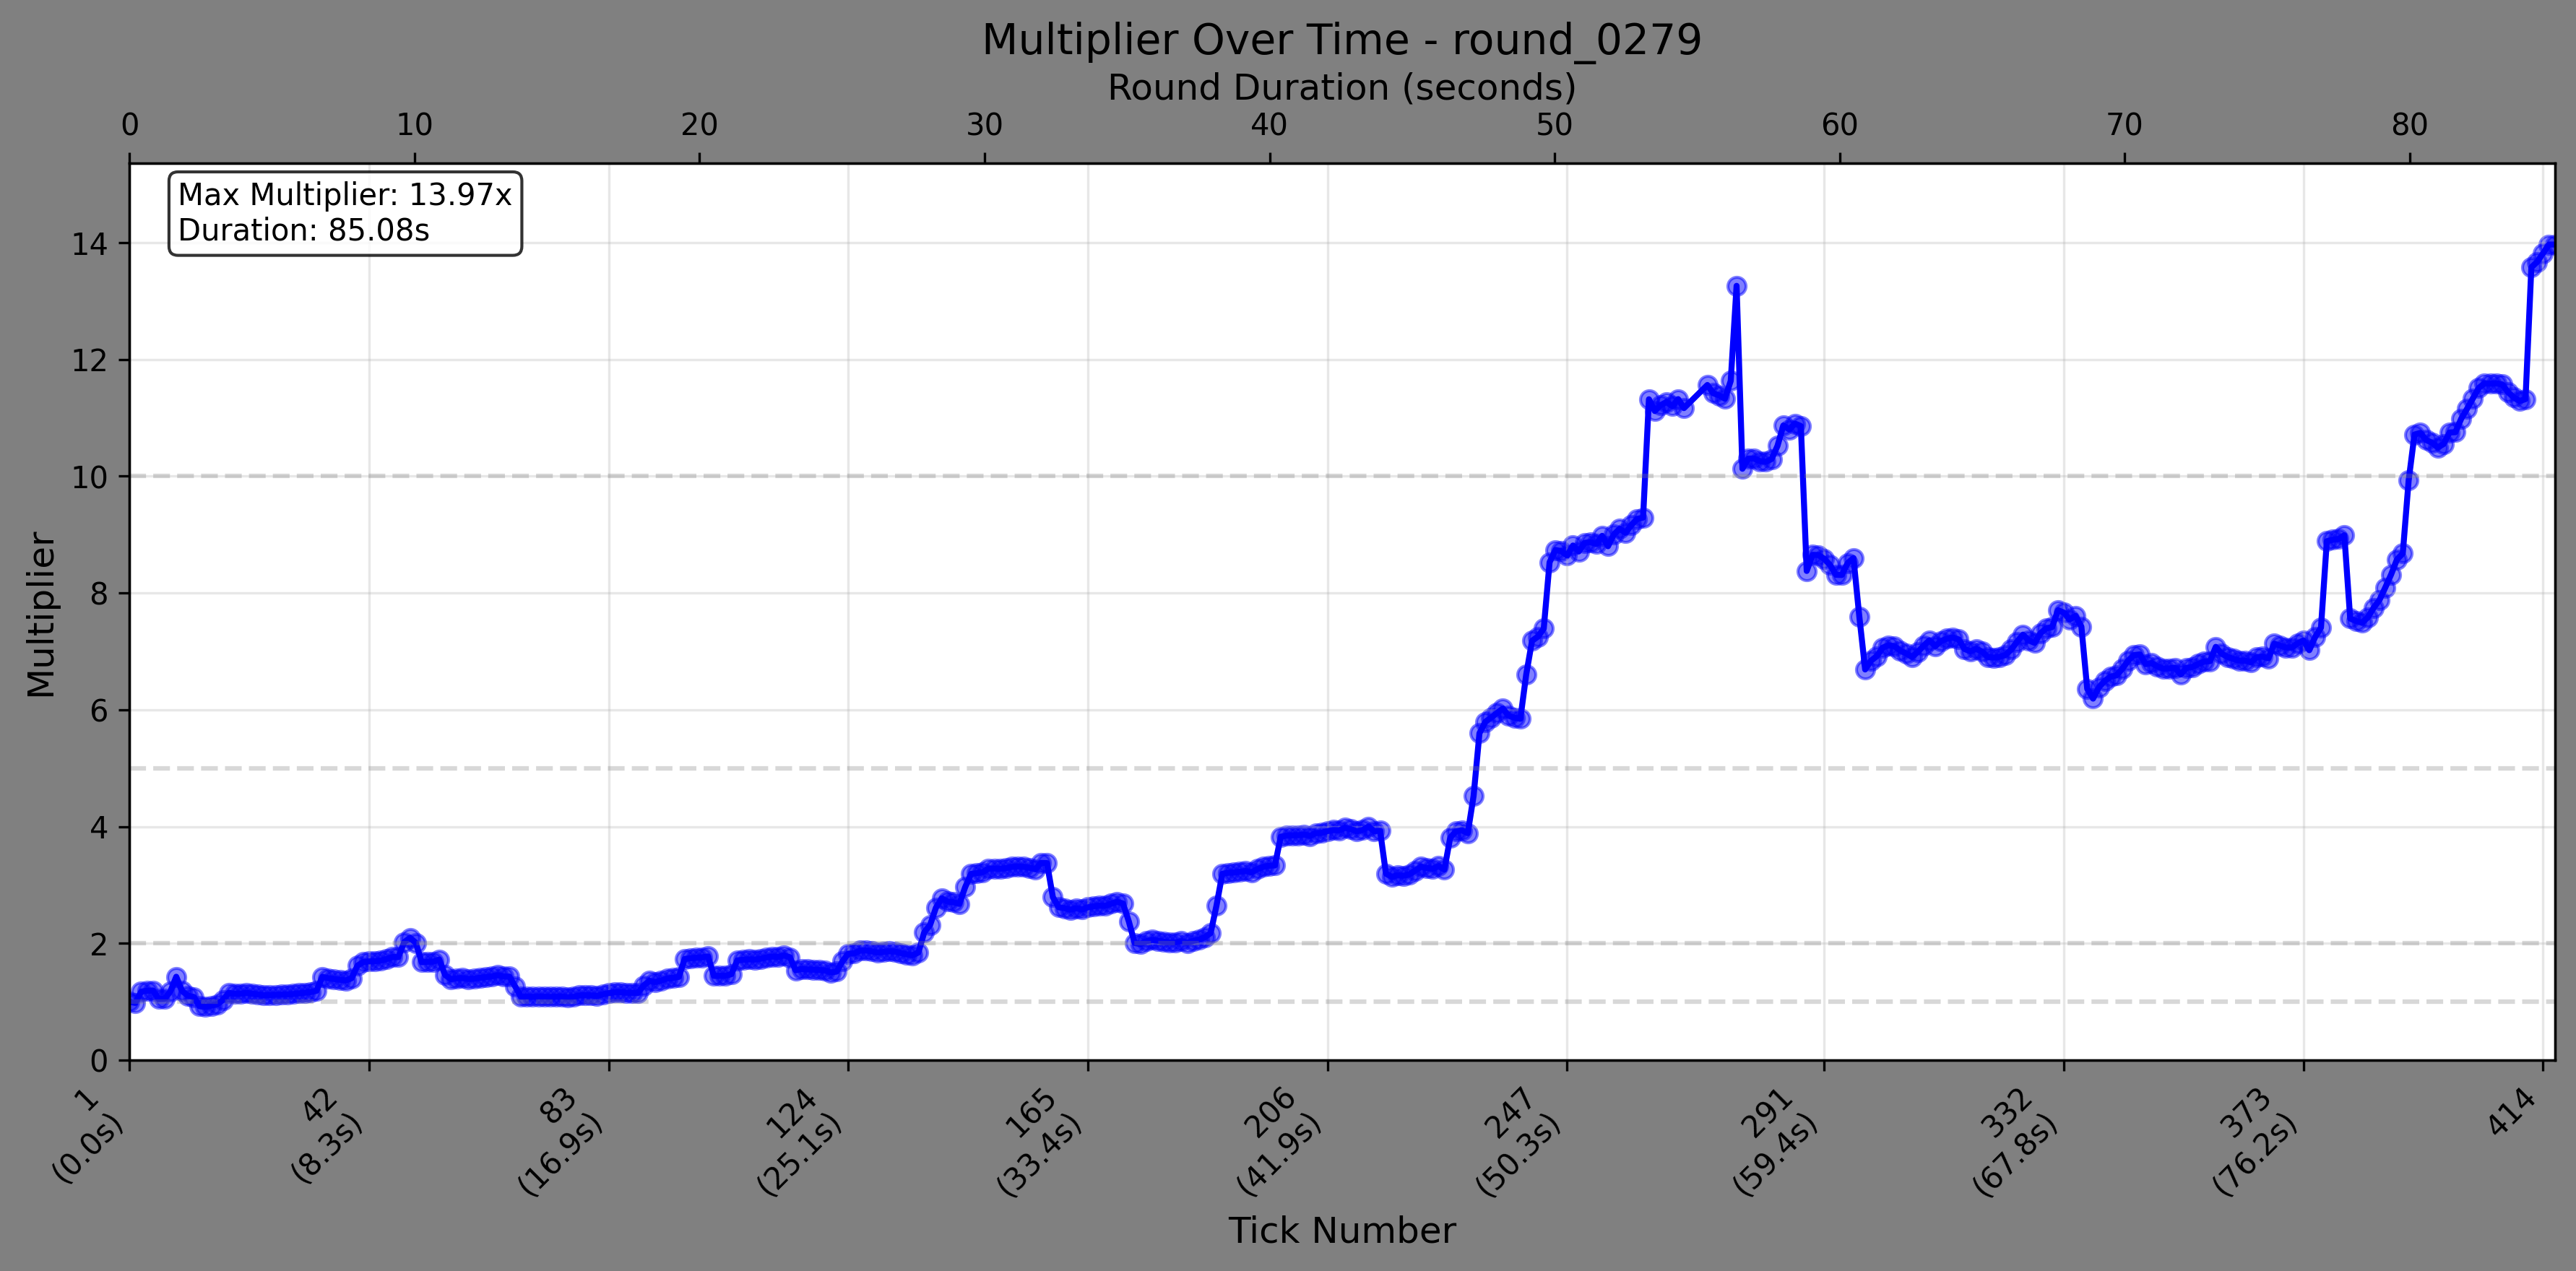 Multiplier Over Time - round_0279
Round Duration (seconds)
0 10 20 30 40 50 60 70 80
Max Multiplier: 13.97x
Duration: 85.08s
Multiplier
14
12
10
8
6
4
2
0
1
(0.0s)
42
(8.3s)
83
(16.9s)
124
(25.1s)
165
(33.4s)
206
(41.9s)
247
(50.3s)
291
(59.4s)
332
(67.8s)
373
(76.2s)
414
Tick Number